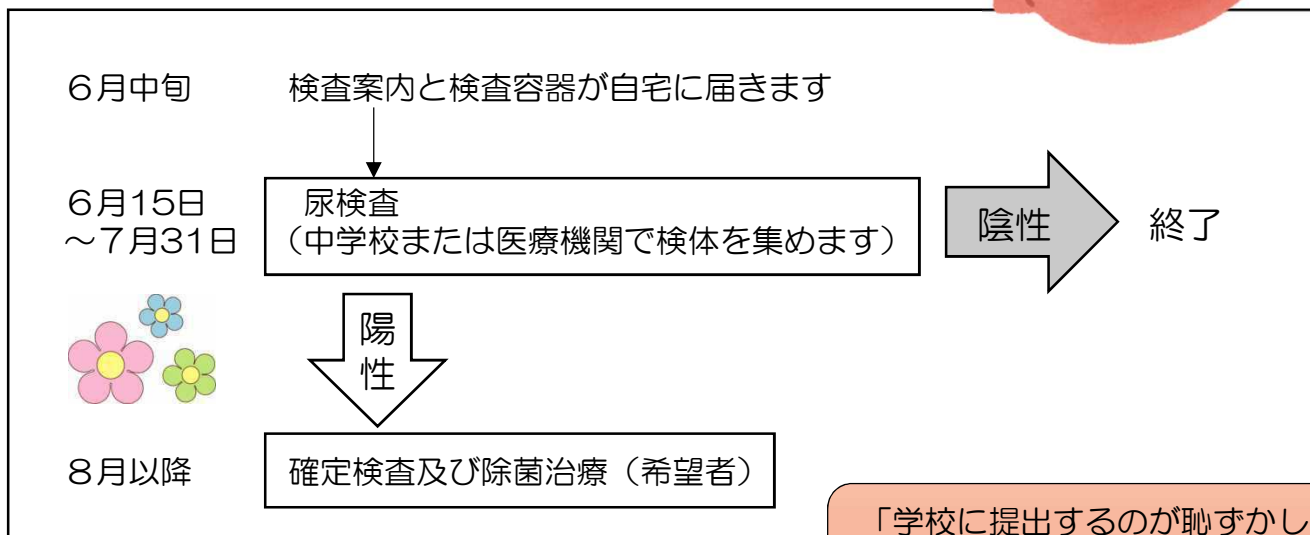 6月中旬 検査案内と検査容器が自宅に届きます
6月15日
～7月31日
尿検査
（中学校または医療機関で検体を集めます）
陰性
終了
陽
性
8月以降 確定検査及び除菌治療（希望者）
「学校に提出するのが恥ずかし